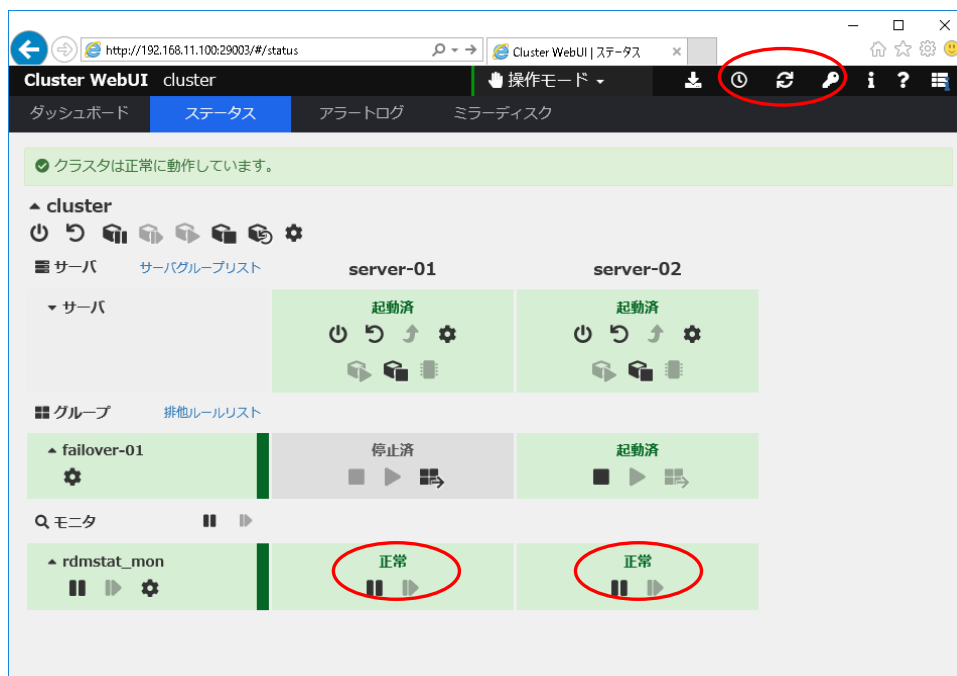 http://192.168.11.100:29003/#/status
Cluster WebUI | ステータス
Cluster WebUI cluster 操作モード
ダッシュボード ステータス アラートログ ミラーディスク
クラスタは正常に動作しています。
cluster
サーバ サーバグループリスト server-01 server-02
サーバ 起動済 起動済
グループ 排他ルールリスト
failover-01 停止済 起動済
モニタ
rdmstat_mon 正常 正常